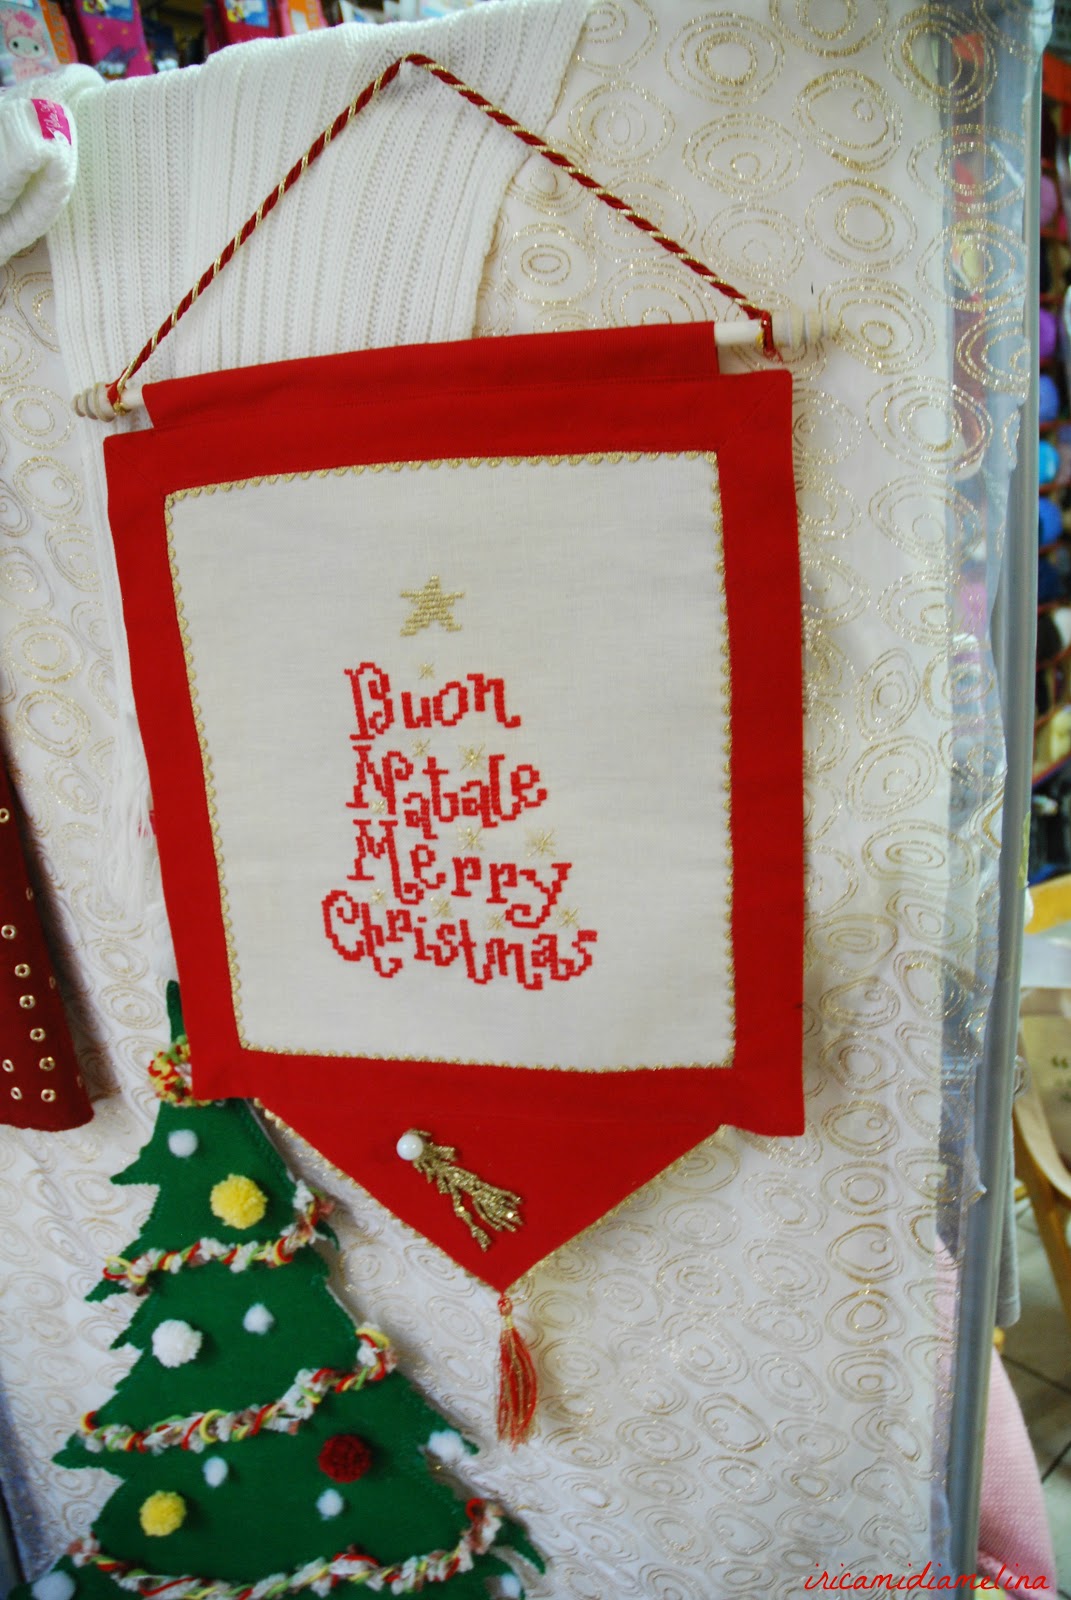 Buon
Natale
Merry
Christmas
iricamidiamelina